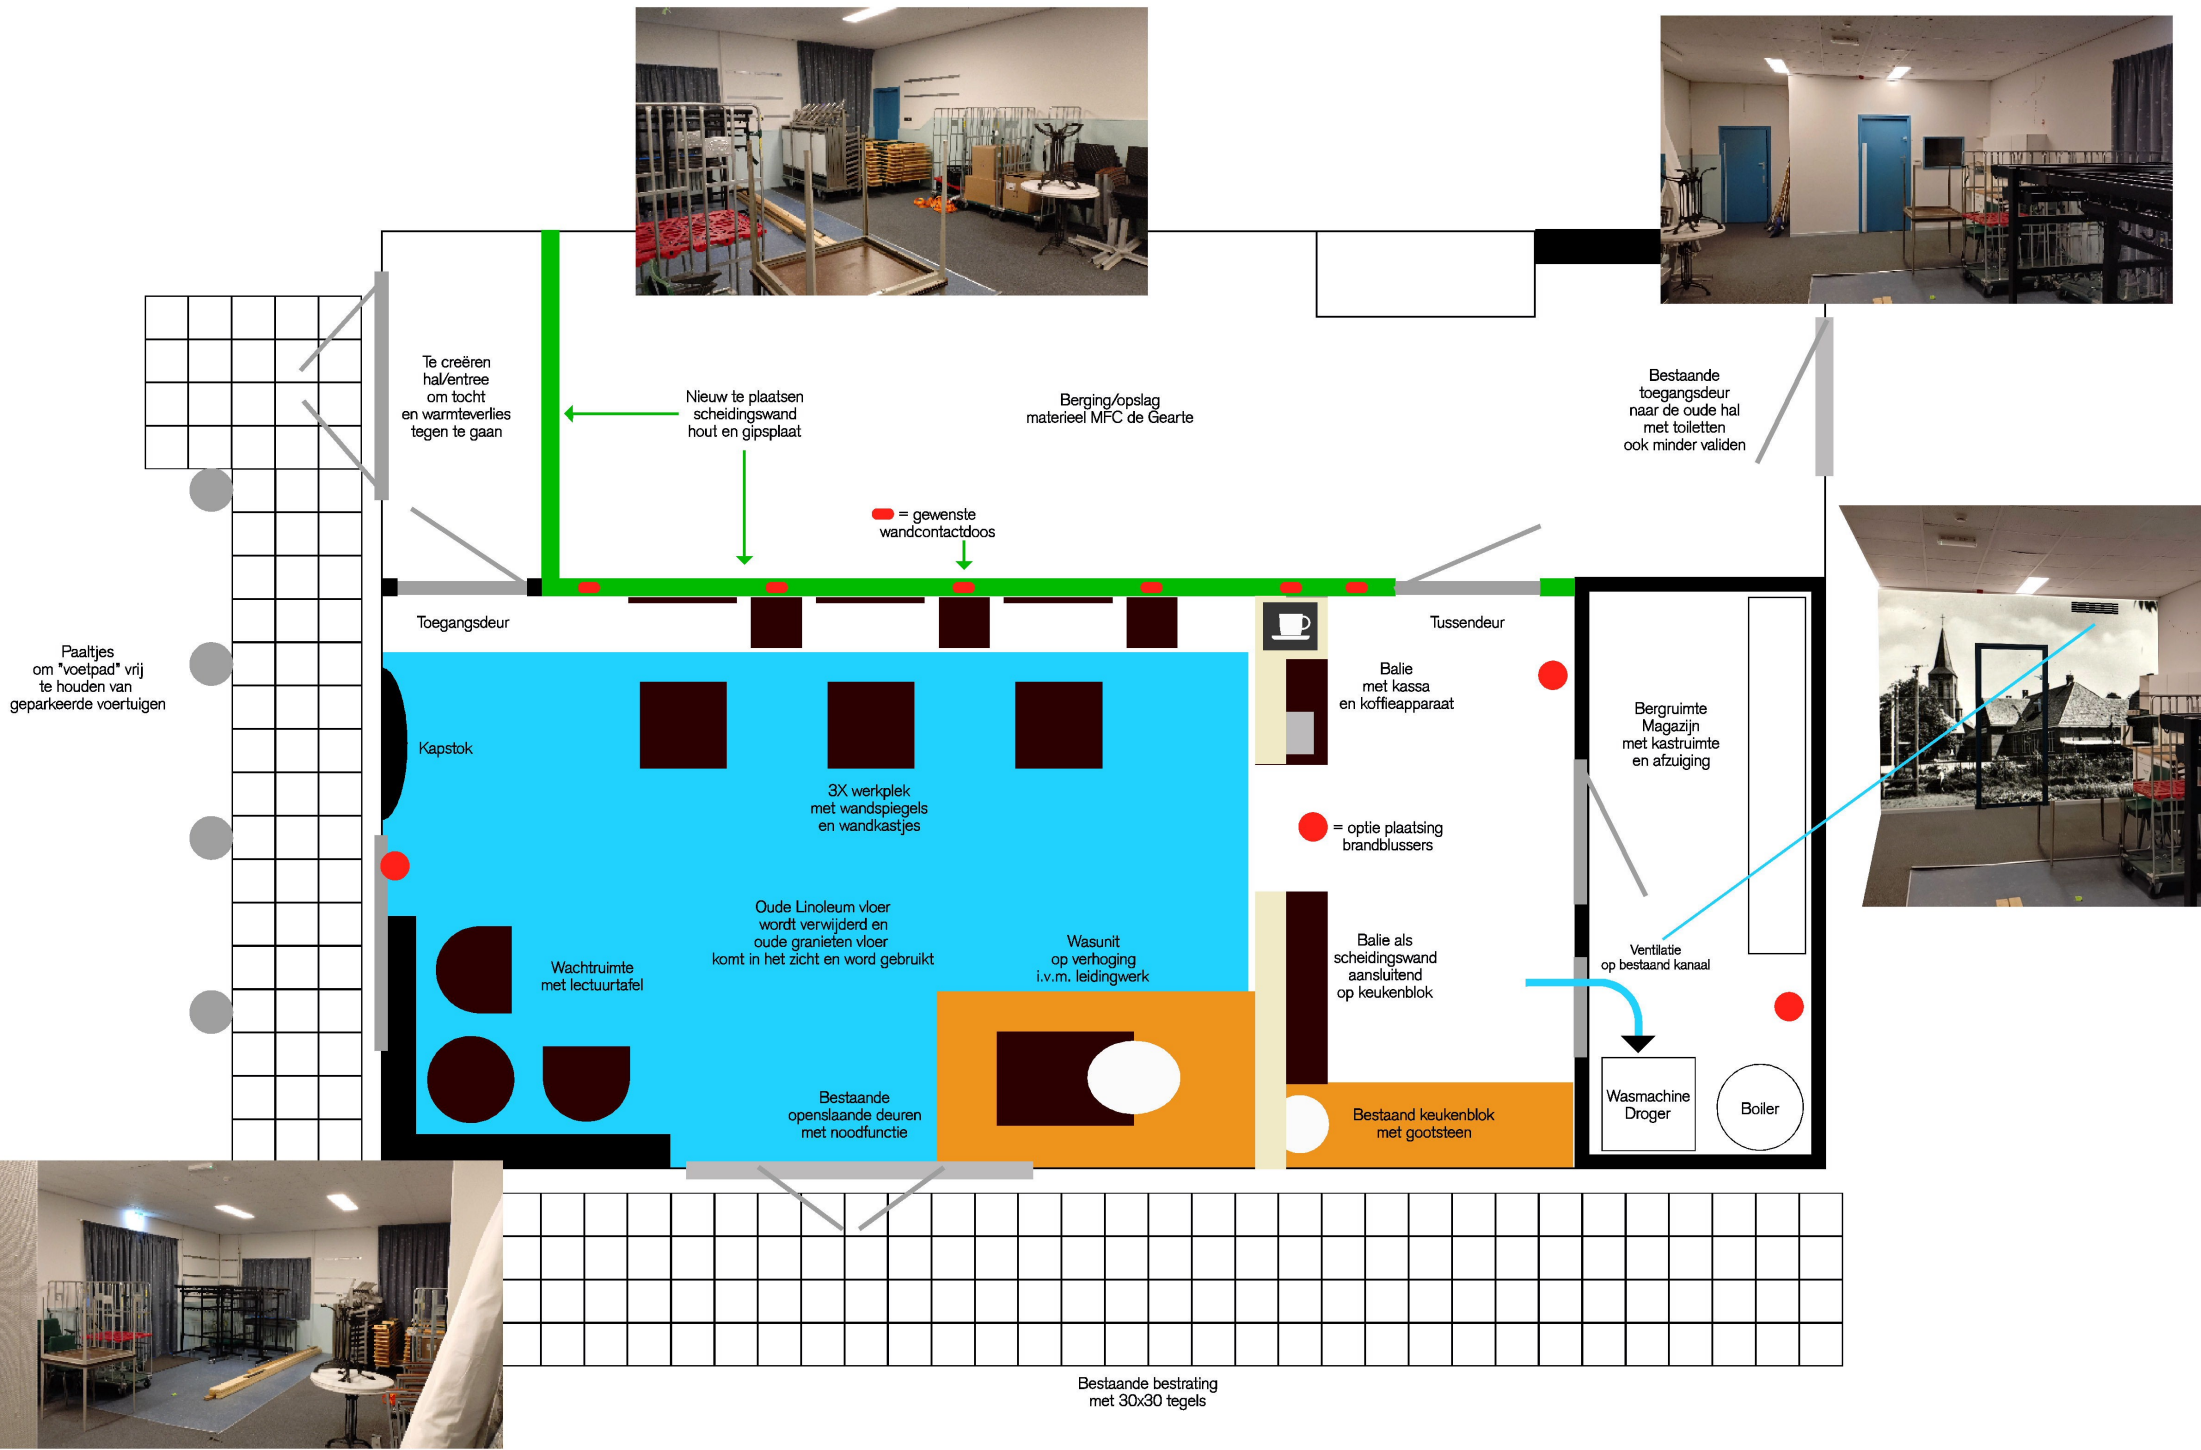 Te creëren
hal/entree
om tocht
en warmteverlies
tegen te gaan
Nieuw te plaatsen
scheidingswand
hout en gipsplaat
Berging/opslag
materieel MFC de Gearte
Bestaande
toegangsdeur
naar de oude hal
met toiletten
ook minder validen
= gewenste
wandcontactdoos
Toegangsdeur
Tussendeur
Paaltjes
om "voetpad" vrij
te houden van
geparkeerde voertuigen
Kapstok
Balie
met kassa
en koffieapparaat
Bergruimte
Magazijn
met kastruimte
en afzuiging
3X werkplek
met wandspiegels
en wandkastjes
= optie plaatsing
brandblussers
Oude Linoleum vloer
wordt verwijderd en
oude granieten vloer
komt in het zicht en word gebruikt
Wachtruimte
met lectuurtafel
Wasunit
op verhoging
i.v.m. leidingwerk
Balie als
scheidingswand
aansluitend
op keukenblok
Ventilatie
op bestaand kanaal
Bestaande
openslaande deuren
met noodfunctie
Bestaand keukenblok
met gootsteen
Wasmachine
Droger
Boiler
Bestaande bestrating
met 30x30 tegels